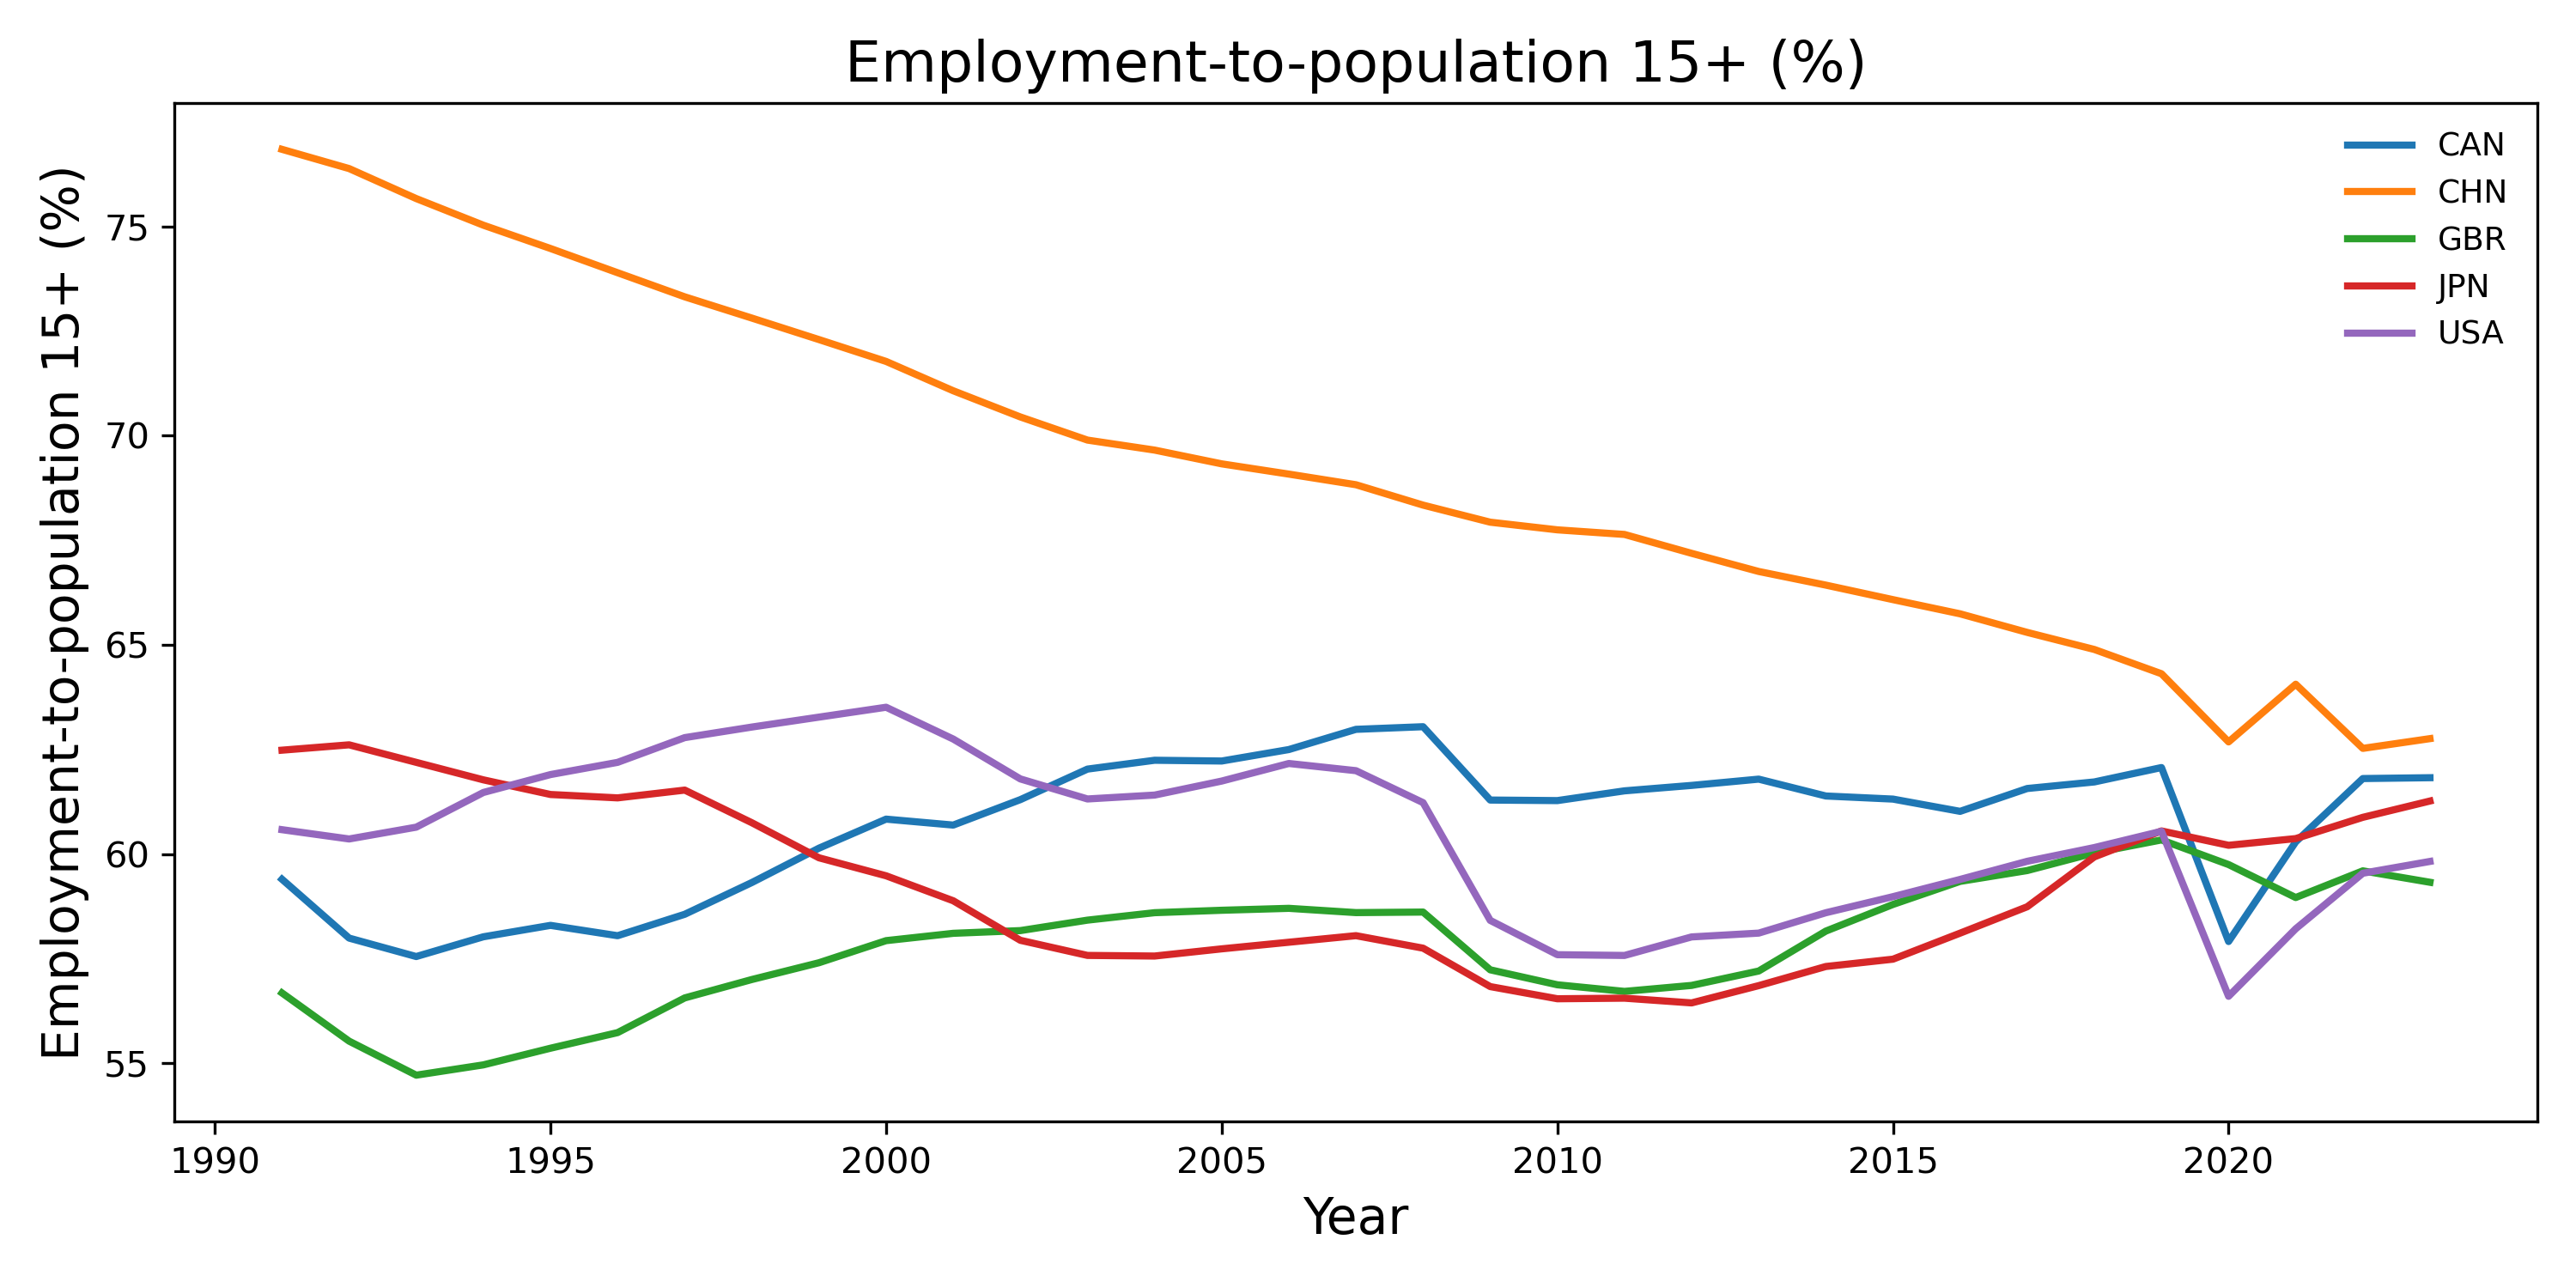 Employment-to-population 15+ (%)
Employment-to-population 15+ (%)
75
70
65
60
55
1990 1995 2000 2005 2010 2015 2020
Year
CAN
CHN
GBR
JPN
USA